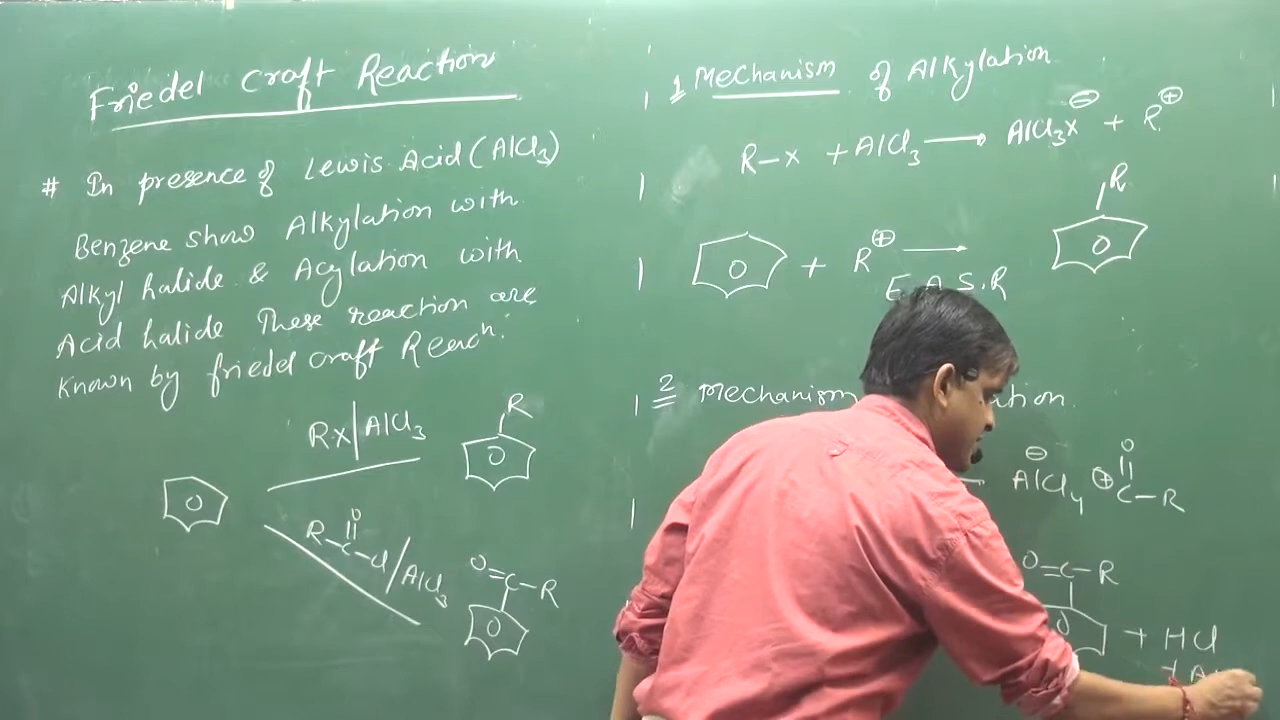 Friedel Craft Reaction
# In presence of Lewis Acid (AlCl3)
Benzene show Alkylation with
Alkyl halide & Acylation with
Acid halide These reaction are
Known by friedel Craft Reacn.
Rx|AlCl3
R
O
R-C-Cl/AlCl3
O
O=C-R
1 Mechanism of Alkylation
R-x + AlCl3 → AlCl3x⊖ + R⊕
+ R⊕ →
E.A.S.R
R
2 Mechanism
⊖
AlCl4 ⊕C-R
O
O=C-R
+ HCl